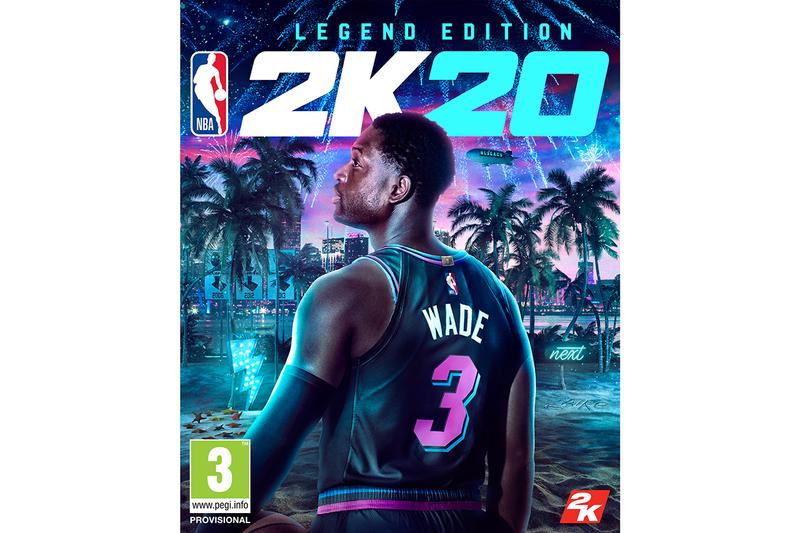 LEGEND EDITION
NBA
2K20
WADE
3
next
3
www.pegi.info
PROVISIONAL
2K